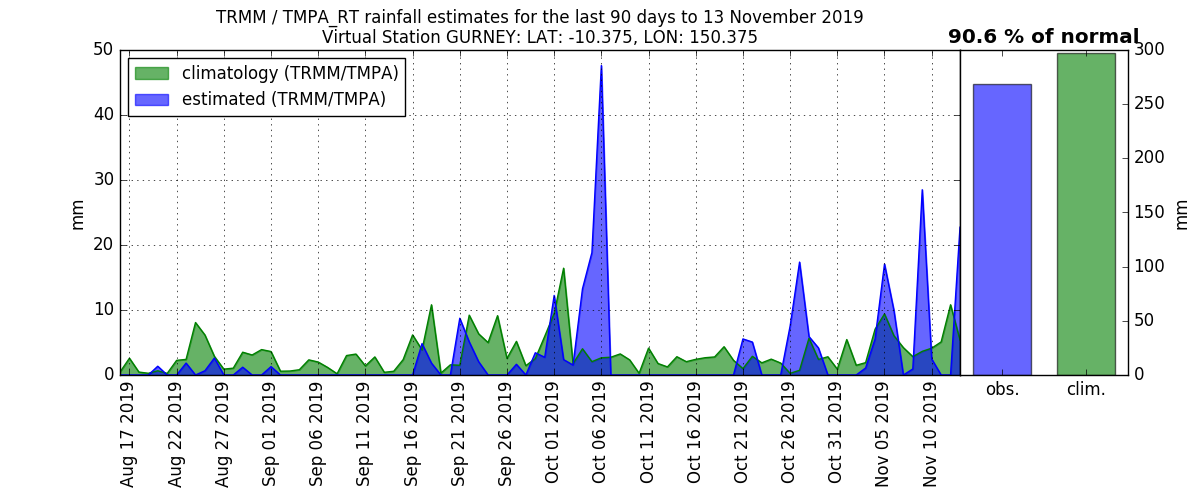 TRMM / TMPA_RT rainfall estimates for the last 90 days to 13 November 2019
Virtual Station GURNEY: LAT: -10.375, LON: 150.375
90.6 % of normal
climatology (TRMM/TMPA)
estimated (TRMM/TMPA)
50
40
30
20
10
0
mm
Aug 17 2019
Aug 22 2019
Aug 27 2019
Sep 01 2019
Sep 06 2019
Sep 11 2019
Sep 16 2019
Sep 21 2019
Sep 26 2019
Oct 01 2019
Oct 06 2019
Oct 11 2019
Oct 16 2019
Oct 21 2019
Oct 26 2019
Oct 31 2019
Nov 05 2019
Nov 10 2019
obs.
clim.
300
250
200
150
100
50
0
mm